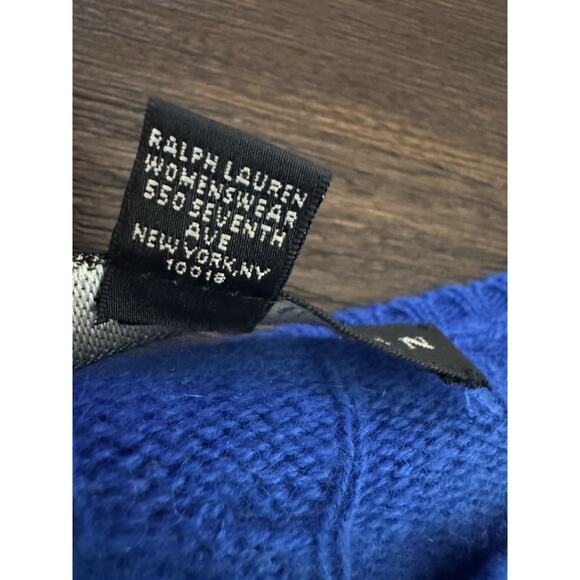 RALPH LAUREN
WOMENSWEAR
550 SEVENTH
AVE
NEW YORK, NY
10018